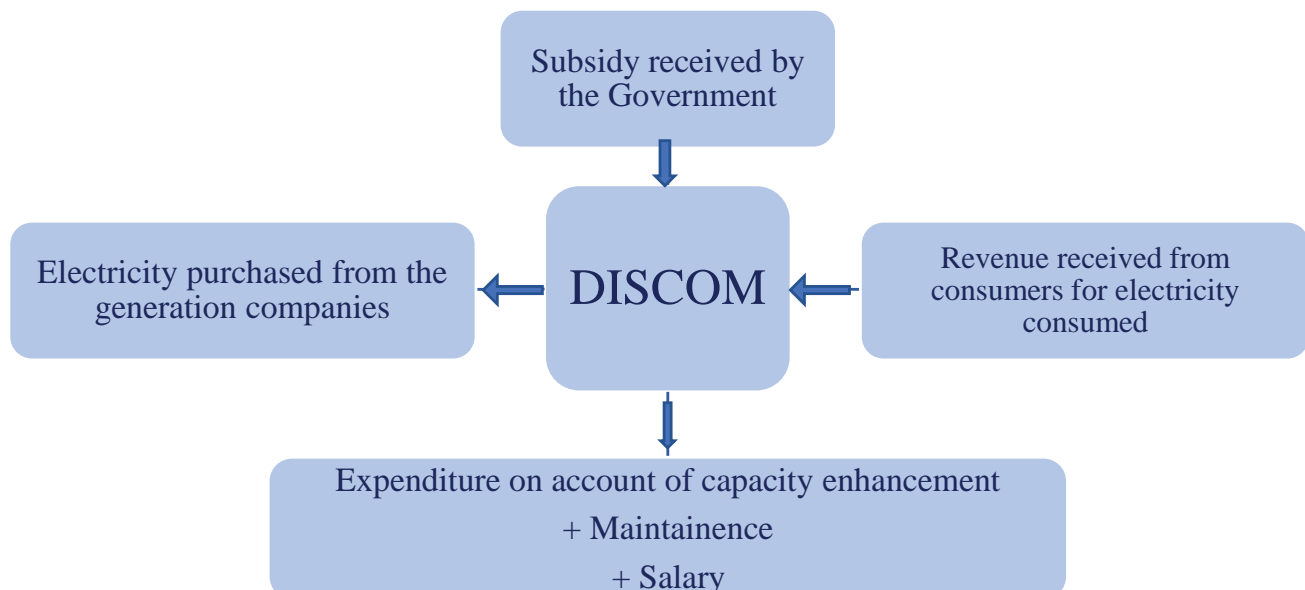 Subsidy received by
the Government
Electricity purchased from the
generation companies
DISCOM
Revenue received from
consumers for electricity
consumed
Expenditure on account of capacity enhancement
+ Maintainence
+ Salary